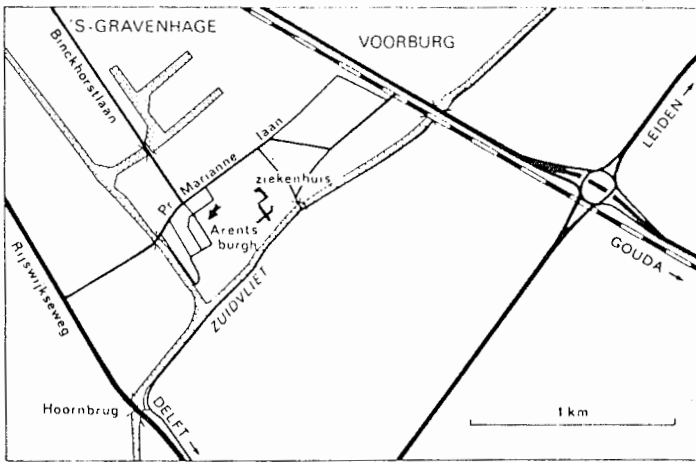 'S-GRAVENHAGE
VOORBURG
Binckhorstlaan
LEIDEN
Pr Marianne laan
ziekenhuis
Arents
burgh
GOUDA
Rijswijkseweg
ZUIDVLIET
Hoornbrug
DELFT
1 km